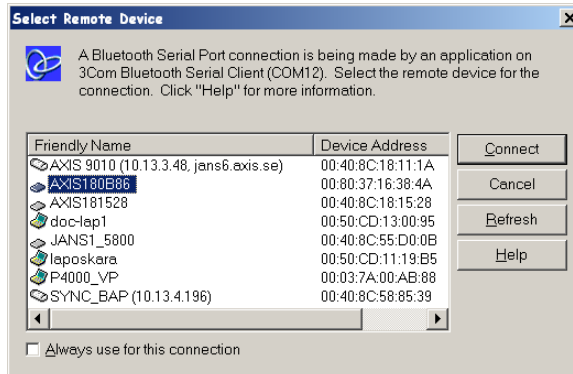 Select Remote Device
A Bluetooth Serial Port connection is being made by an application on
3Com Bluetooth Serial Client (COM12). Select the remote device for the
connection. Click "Help" for more information.
Friendly Name Device Address
AXIS 9010 (10.13.3.48, jans6.axis.se) 00:40:8C:18:11:1A
AXIS180B86 00:80:37:16:38:4A
AXIS181528 00:40:8C:18:15:28
doc-lap1 00:50:CD:13:00:95
JANS1_5800 00:40:8C:55:D0:0B
laposkara 00:50:CD:11:19:B5
P4000_VP 00:03:7A:00:AB:88
SYNC_BAP (10.13.4.196) 00:40:8C:58:85:39
Connect
Cancel
Refresh
Help
Always use for this connection